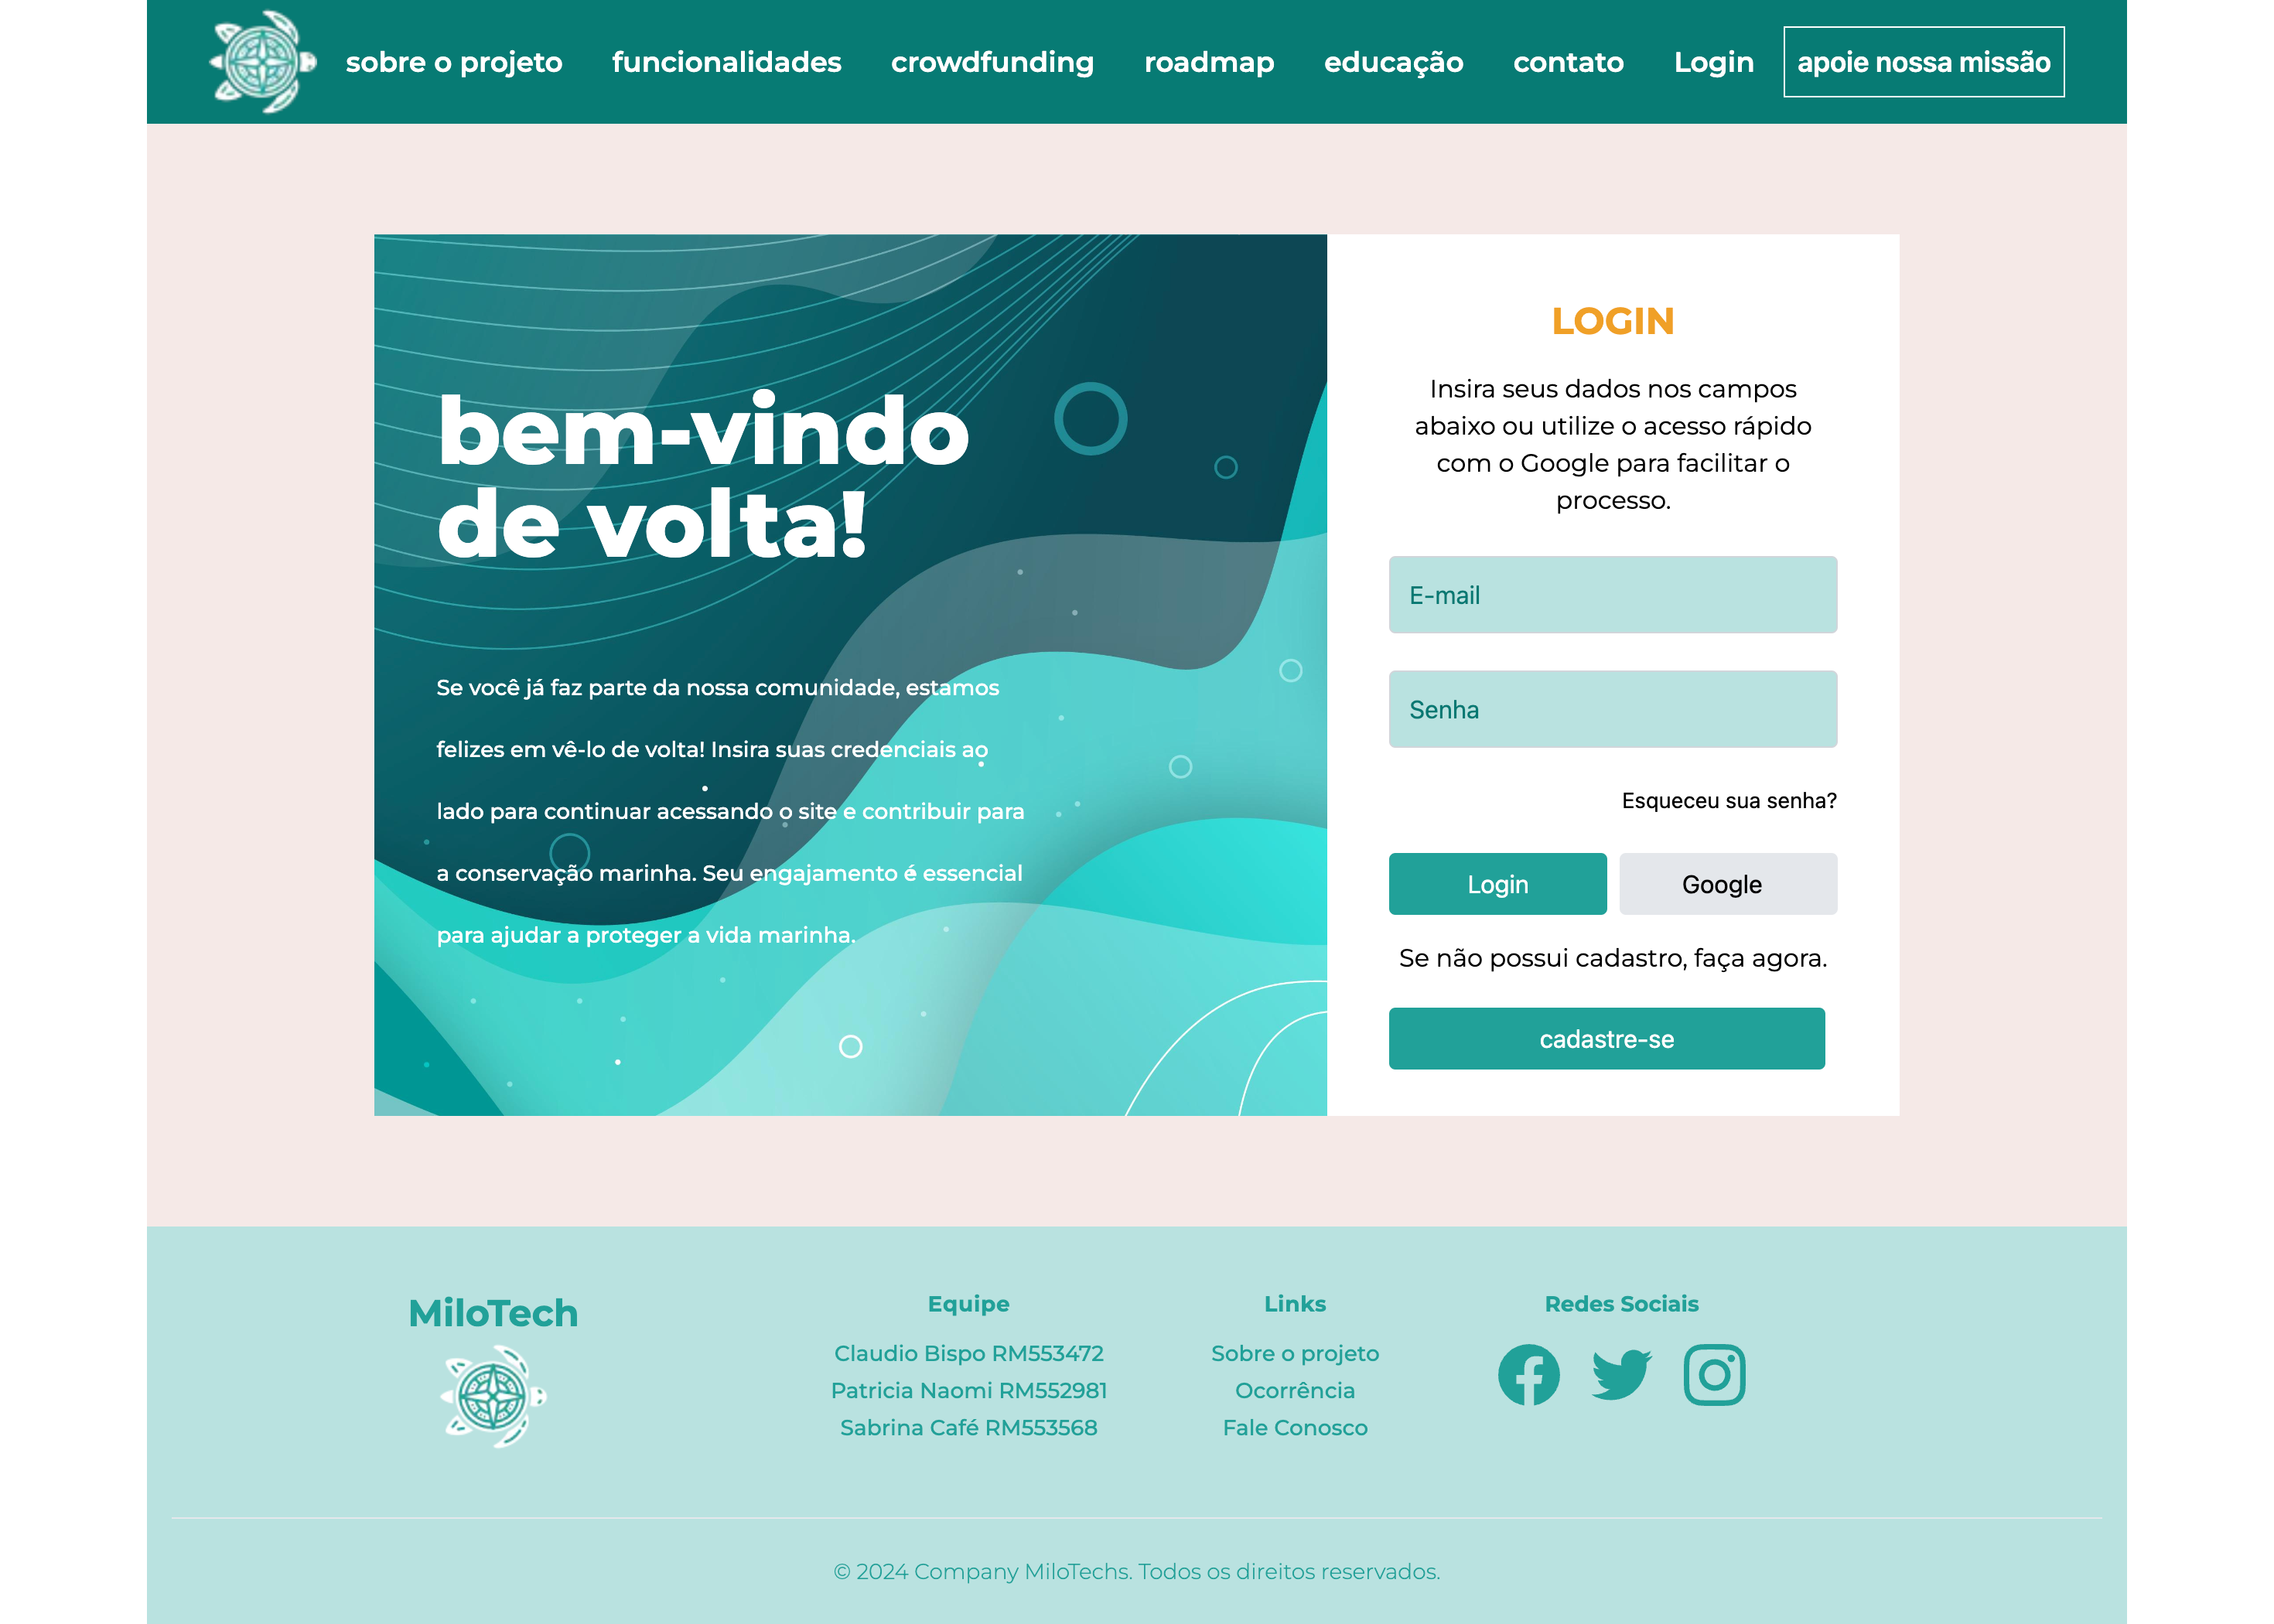 sobre o projeto funcionalidades crowdfunding roadmap educação contato Login apoie nossa missão
bem-vindo
de volta!
Se você já faz parte da nossa comunidade, estamos
felizes em vê-lo de volta! Insira suas credenciais ao
lado para continuar acessando o site e contribuir para
a conservação marinha. Seu engajamento é essencial
para ajudar a proteger a vida marinha.
LOGIN
Insira seus dados nos campos
abaixo ou utilize o acesso rápido
com o Google para facilitar o
processo.
E-mail
Senha
Esqueceu sua senha?
Login Google
Se não possui cadastro, faça agora.
cadastre-se
MiloTech
Equipe
Claudio Bispo RM553472
Patricia Naomi RM552981
Sabrina Café RM553568
Links
Sobre o projeto
Ocorrência
Fale Conosco
Redes Sociais
© 2024 Company MiloTechs. Todos os direitos reservados.